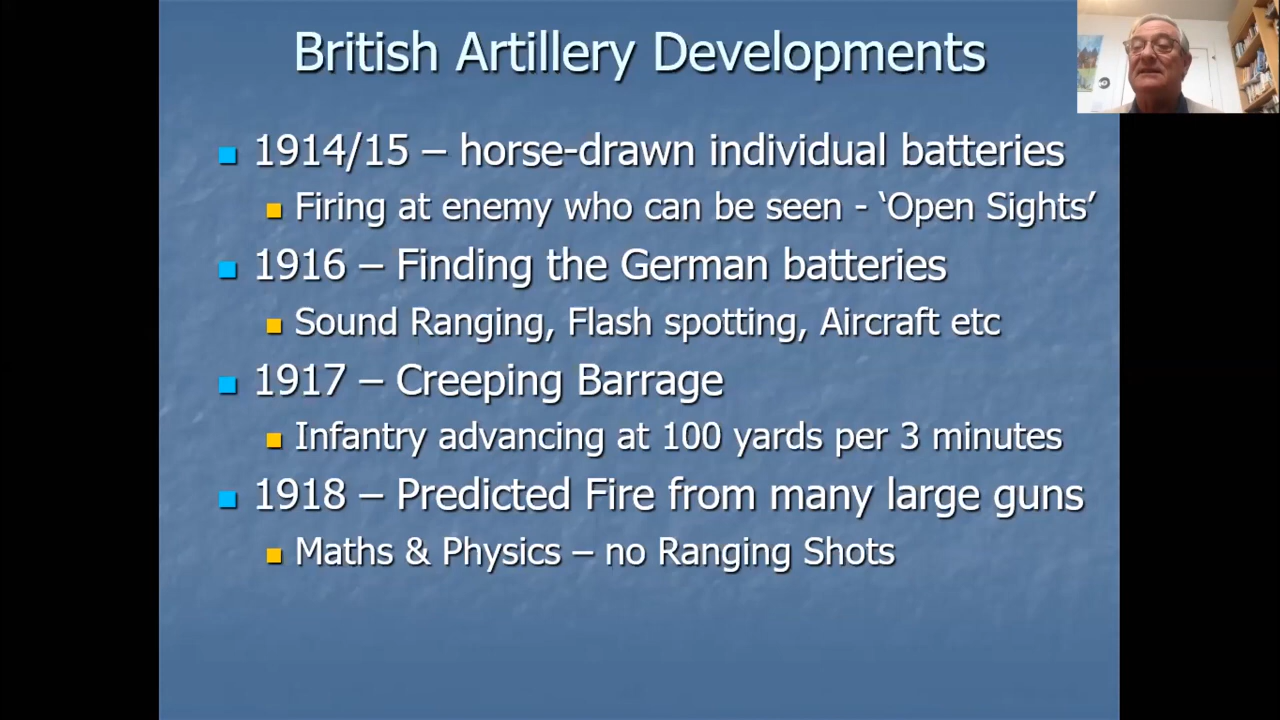 British Artillery Developments
1914/15 – horse-drawn individual batteries
Firing at enemy who can be seen - ‘Open Sights’
1916 – Finding the German batteries
Sound Ranging, Flash spotting, Aircraft etc
1917 – Creeping Barrage
Infantry advancing at 100 yards per 3 minutes
1918 – Predicted Fire from many large guns
Maths & Physics – no Ranging Shots